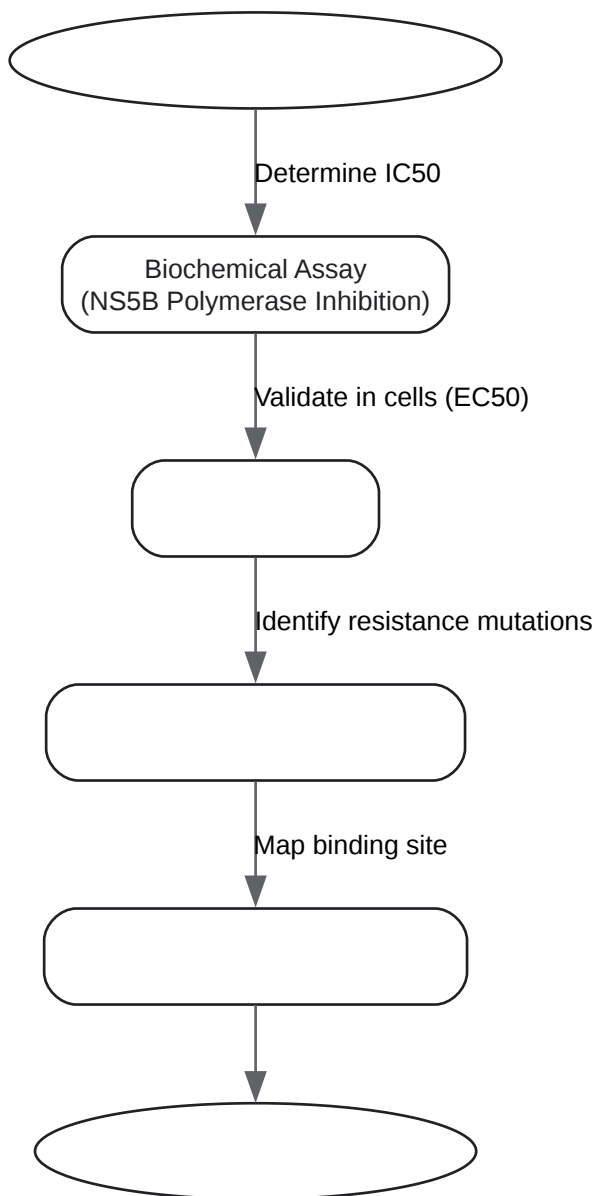 Determine IC50
Biochemical Assay
(NS5B Polymerase Inhibition)
Validate in cells (EC50)
Identify resistance mutations
Map binding site